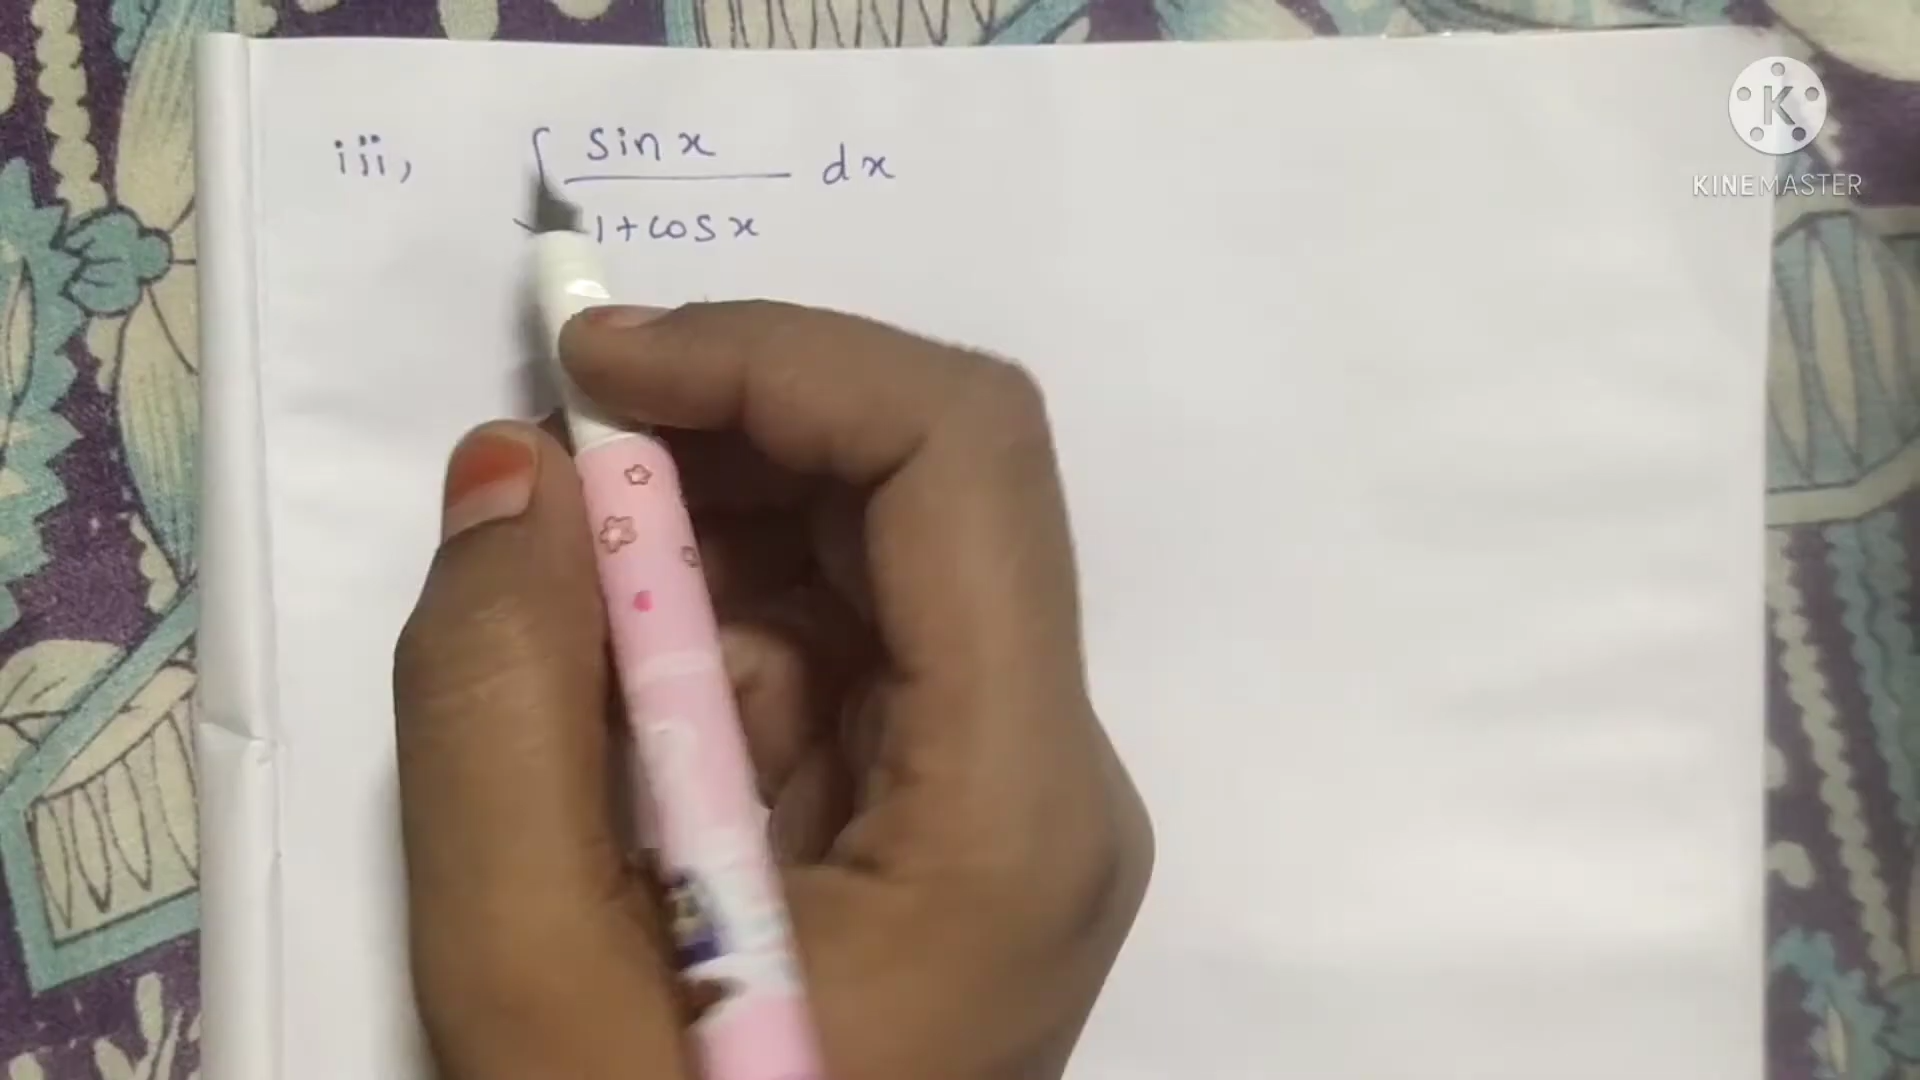 iii, ∫ sin x / 1 + cos x dx
K
KINEMASTER